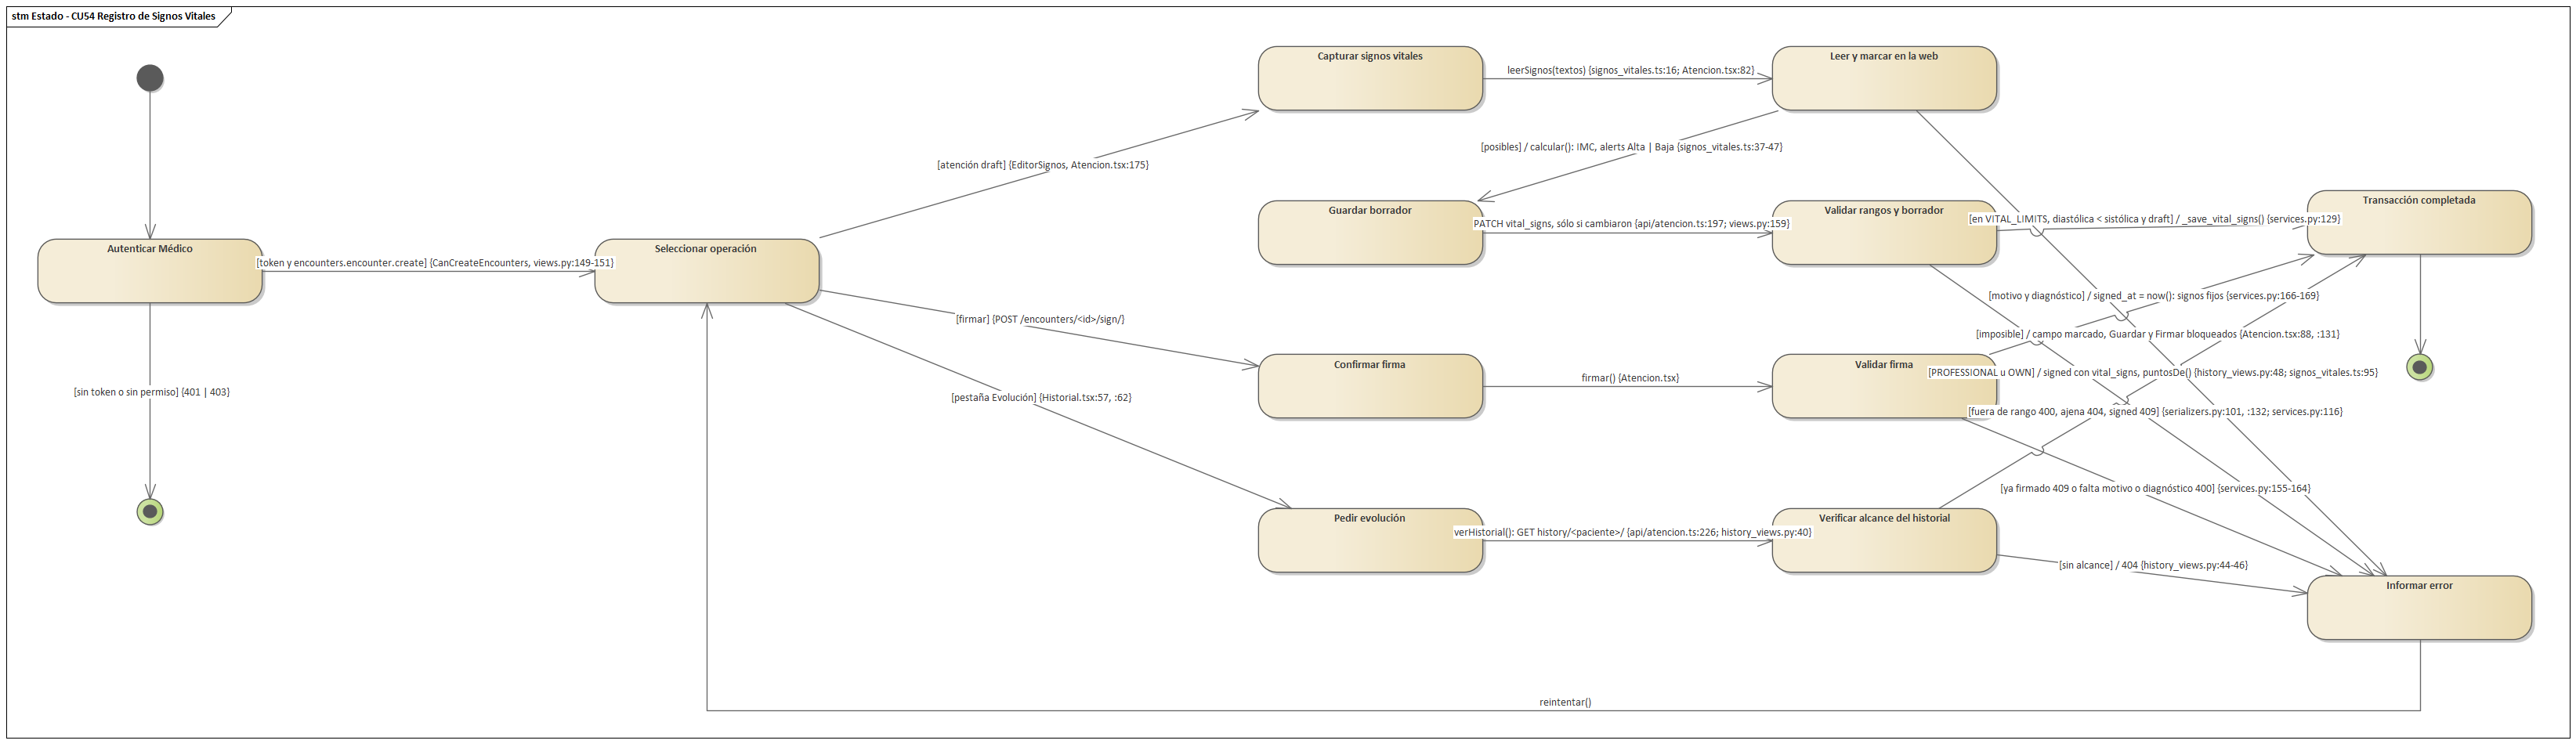 stm Estado - CU54 Registro de Signos Vitales
Capturar signos vitales
Leer y marcar en la web
leerSignos(textos) {signos_vitales.ts:16; Atencion.tsx:82}
[posibles] / calcular(): IMC, alerts Alta | Baja {signos_vitales.ts:37-47}
[atención draft] {EditorSignos, Atencion.tsx:175}
Guardar borrador
Validar rangos y borrador
Transacción completada
PATCH vital_signs, sólo si cambiaron {api/atencion.ts:197; views.py:159}
[en VITAL_LIMITS, diastólica < sistólica y draft] / _save_vital_signs() {services.py:129}
Autenticar Médico
Seleccionar operación
[token y encounters.encounter.create] {CanCreateEncounters, views.py:149-151}
[motivo y diagnóstico] / signed_at = now(): signos fijos {services.py:166-169}
[firmar] {POST /encounters/<id>/sign/}
[imposible] / campo marcado, Guardar y Firmar bloqueados {Atencion.tsx:88, :131}
Confirmar firma
Validar firma
firmar() {Atencion.tsx}
[PROFESSIONAL u OWN] / signed con vital_signs, puntosDe() {history_views.py:48; signos_vitales.ts:95}
[sin token o sin permiso] {401 | 403}
[pestaña Evolución] {Historial.tsx:57, :62}
[fuera de rango 400, ajena 404, signed 409] {serializers.py:101, :132; services.py:116}
[ya firmado 409 o falta motivo o diagnóstico 400] {services.py:155-164}
Pedir evolución
Verificar alcance del historial
verHistorial(): GET history/<paciente>/ {api/atencion.ts:226; history_views.py:40}
[sin alcance] / 404 {history_views.py:44-46}
Informar error
reintentar()